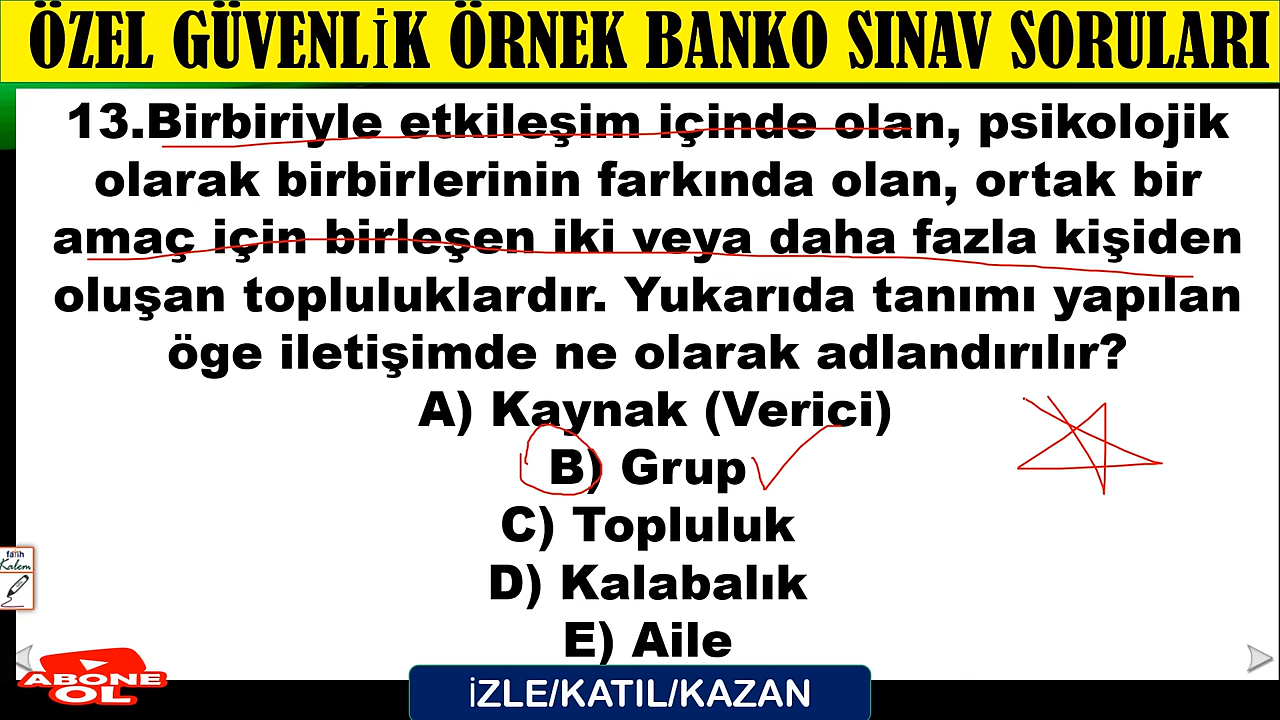 ÖZEL GÜVENLİK ÖRNEK BANKO SINAV SORULARI
13.Birbiriyle etkileşim içinde olan, psikolojik
olarak birbirlerinin farkında olan, ortak bir
amaç için birleşen iki veya daha fazla kişiden
oluşan topluluklardır. Yukarıda tanımı yapılan
öge iletişimde ne olarak adlandırılır?
A) Kaynak (Verici)
B) Grup
C) Topluluk
D) Kalabalık
E) Aile
fatih
Kalem
ABONE
OL
İZLE/KATIL/KAZAN